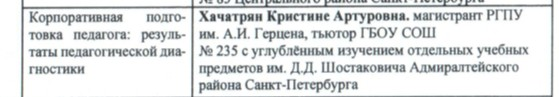 Корпоративная подго-
товка педагога: резуль-
таты педагогической диа-
гностики
Хачатрян Кристине Артуровна. магистрант РГПУ
им. А.И. Герцена, тьютор ГБОУ СОШ
№ 235 с углублённым изучением отдельных учебных
предметов им. Д.Д. Шостаковича Адмиралтейского
района Санкт-Петербурга